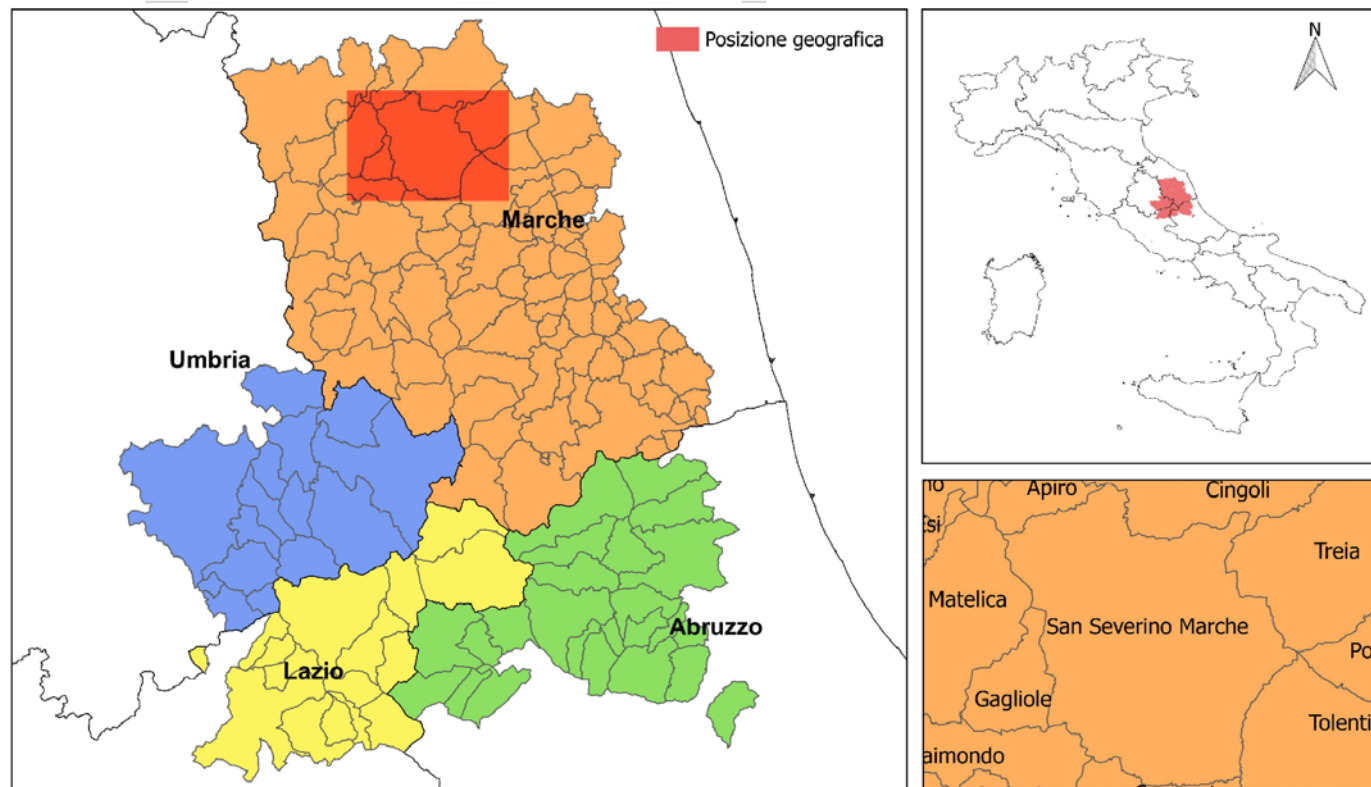 Posizione geografica
Marche
Umbria
Abruzzo
Lazio
N
Apiro
Cingoli
Treia
Matelica
San Severino Marche
Gagliole